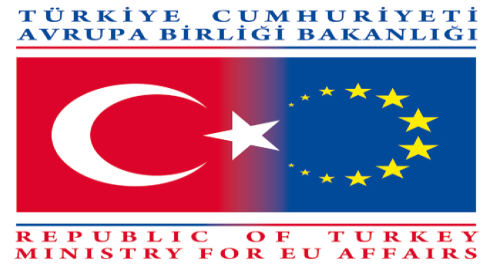 TÜRKİYE CUMHURİYETİ
AVRUPA BİRLİĞİ BAKANLIĞI
REPUBLIC OF TURKEY
MINISTRY FOR EU AFFAIRS